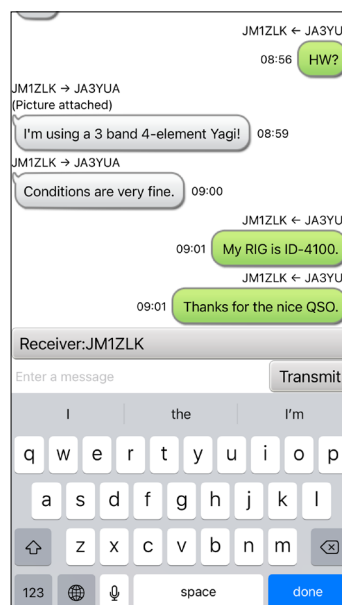 JM1ZLK ← JA3YU
08:56 HW?
JM1ZLK → JA3YUA
(Picture attached)
I'm using a 3 band 4-element Yagi! 08:59
JM1ZLK → JA3YUA
Conditions are very fine. 09:00
JM1ZLK ← JA3YU
09:01 My RIG is ID-4100.
JM1ZLK ← JA3YU
09:01 Thanks for the nice QSO.
Receiver:JM1ZLK
Enter a message Transmit
I the I'm
q w e r t y u i o p
a s d f g h j k l
z x c v b n m
123 space done